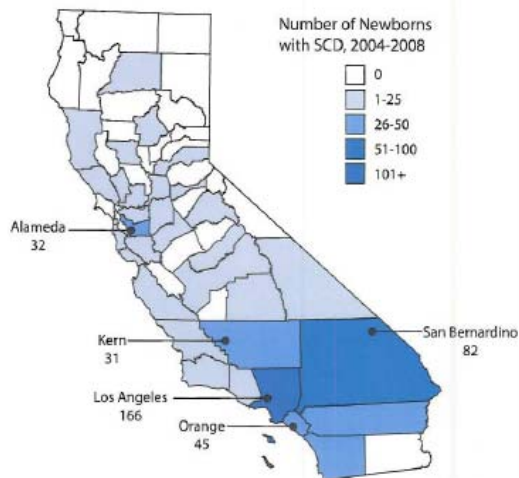 Number of Newborns
with SCD, 2004-2008
0
1-25
26-50
51-100
101+
Alameda
32
Kern
31
San Bernardino
82
Los Angeles
166
Orange
45